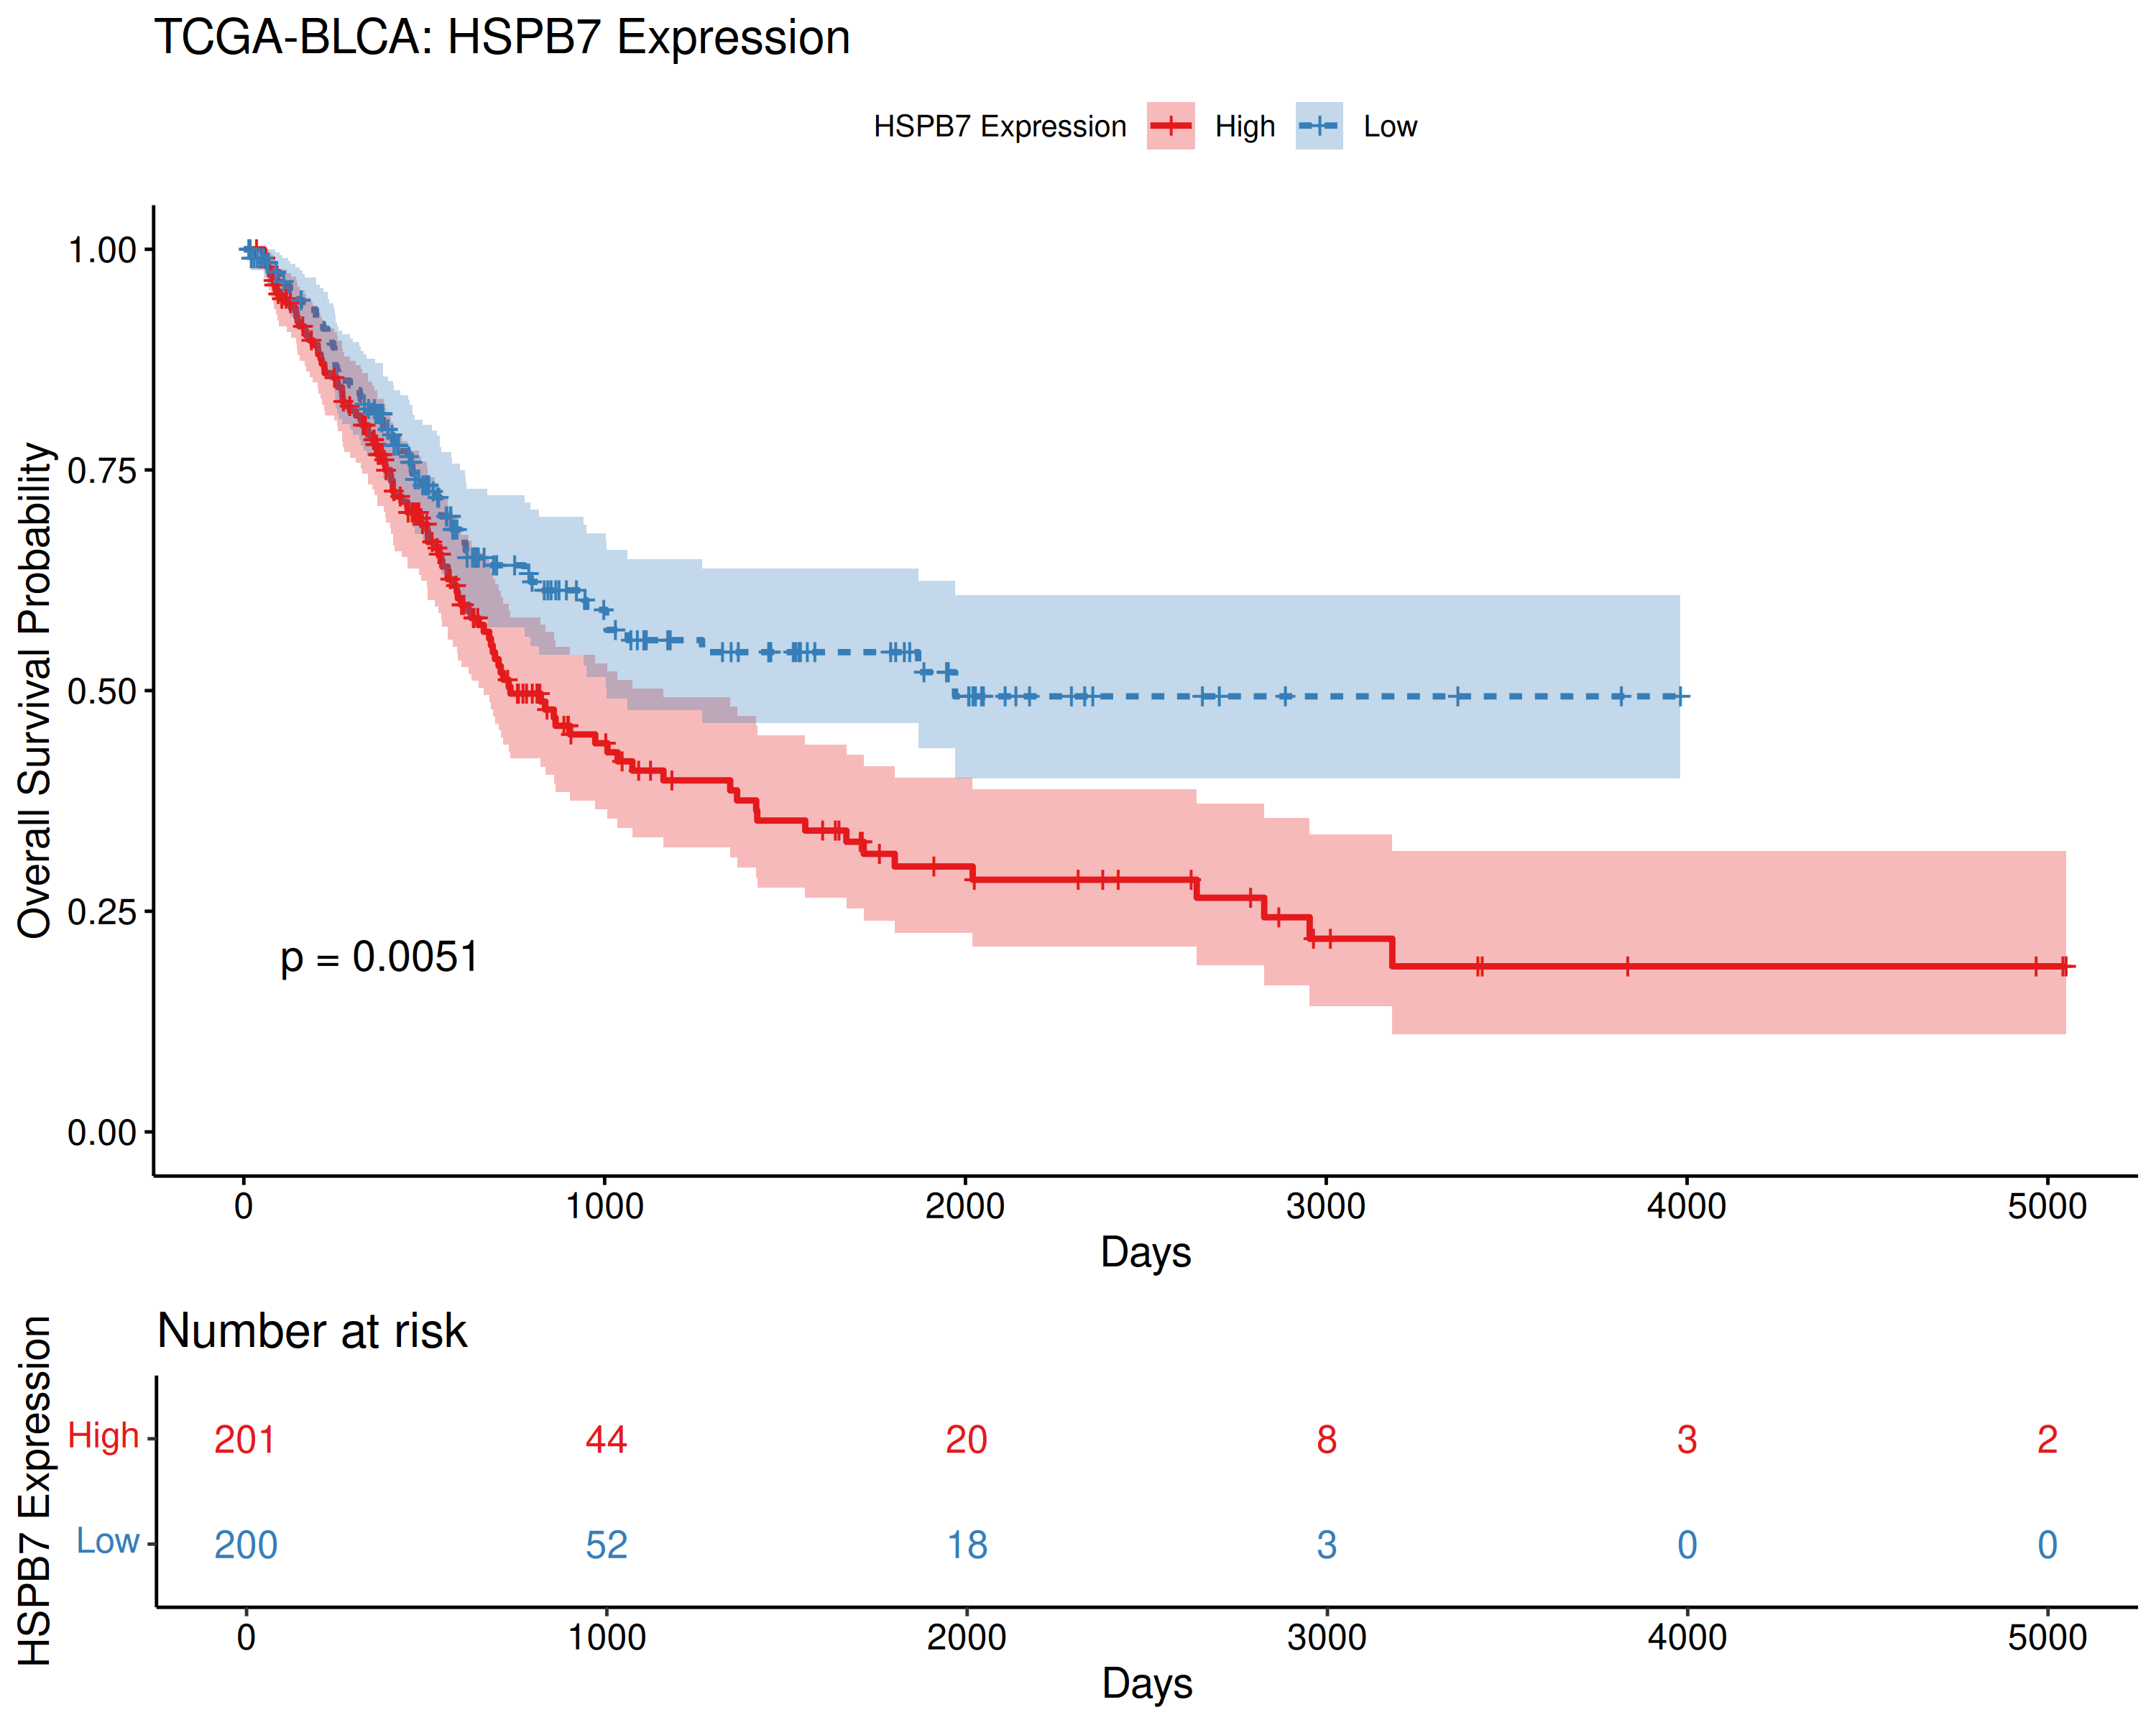 TCGA-BLCA: HSPB7 Expression
HSPB7 Expression High Low
Overall Survival Probability
1.00
0.75
0.50
0.25
0.00
p = 0.0051
0 1000 2000 3000 4000 5000
Days
Number at risk
HSPB7 Expression
High 201 44 20 8 3 2
Low 200 52 18 3 0 0
0 1000 2000 3000 4000 5000
Days